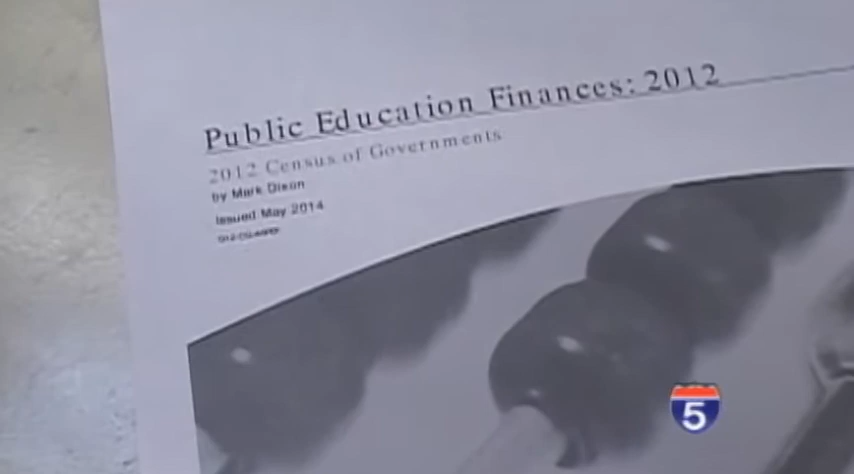 Public Education Finances: 2012
2012 Census of Governments
by Mark Dixon
Issued May 2014
5